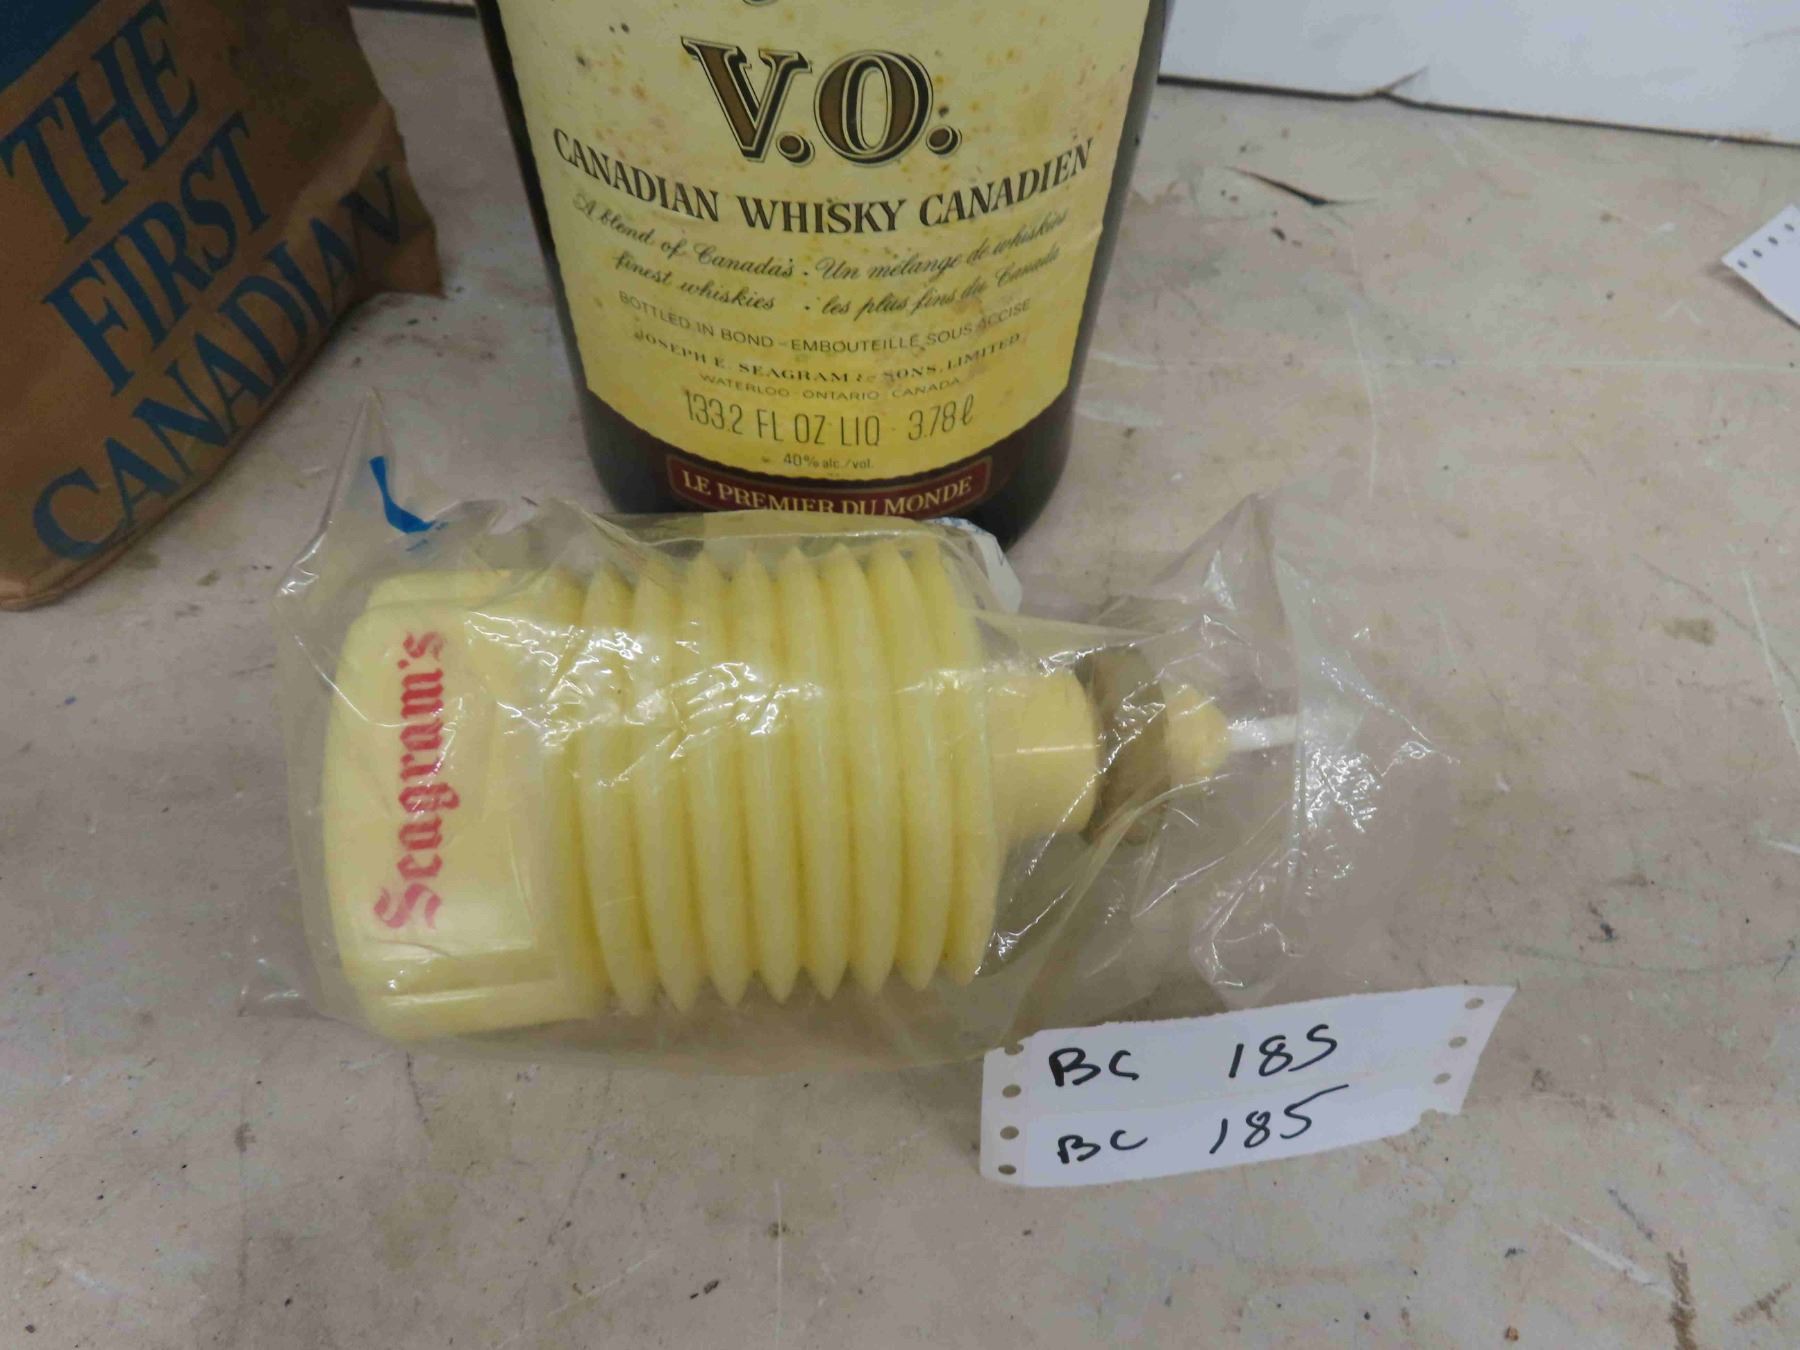 THE
FIRST
CANADIAN
CANADIAN
V.O.
CANADIAN WHISKY CANADIEN
A blend of Canada's · Un mélange de whiskies
finest whiskies · les plus fins du Canada
BOTTLED IN BOND - EMBOUTEILLÉ SOUS ACCISE
JOSEPH E. SEAGRAM & SONS, LIMITED
WATERLOO ONTARIO CANADA
133.2 FL OZ LIQ · 3.78 ℓ
40% alc./vol.
LE PREMIER DU MONDE
Seagram's
BC 185
BC 185